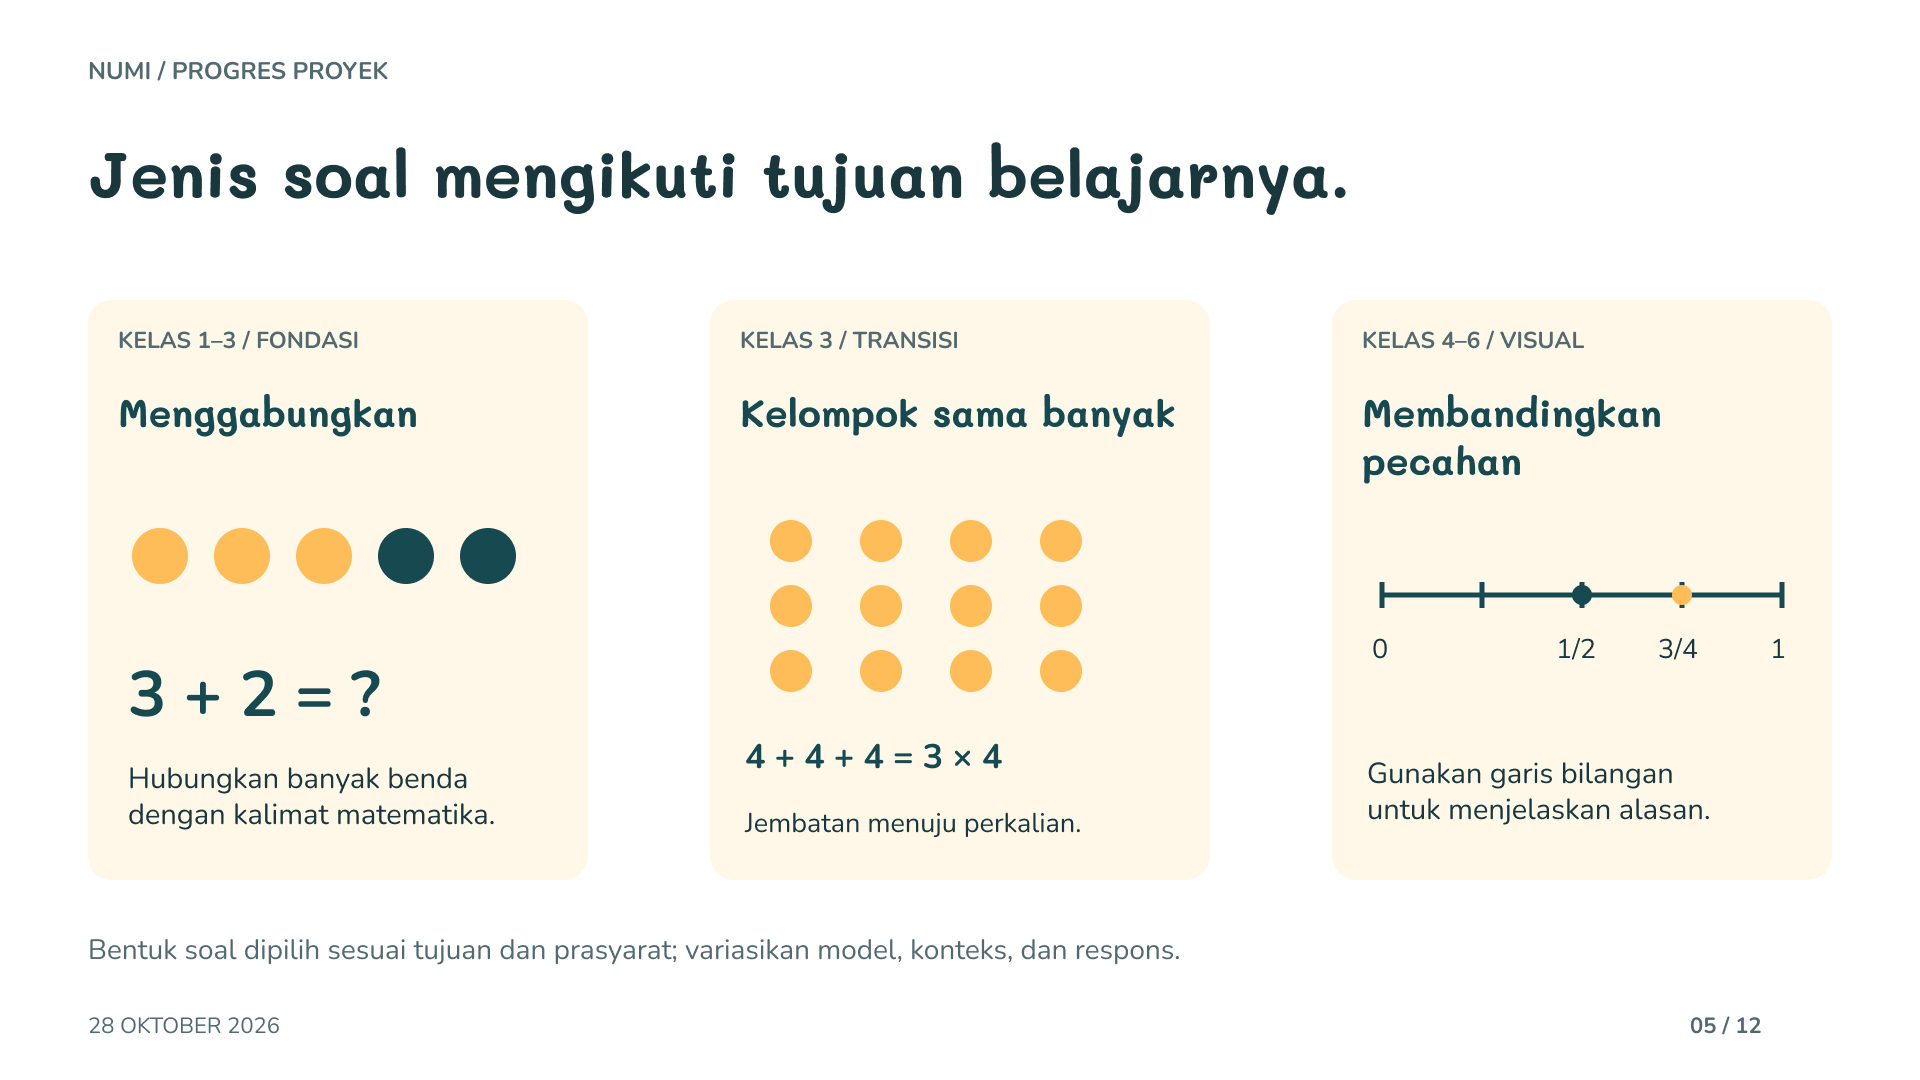 NUMI / PROGRES PROYEK
Jenis soal mengikuti tujuan belajarnya.
KELAS 1–3 / FONDASI
Menggabungkan
3 + 2 = ?
Hubungkan banyak benda
dengan kalimat matematika.
KELAS 3 / TRANSISI
Kelompok sama banyak
4 + 4 + 4 = 3 × 4
Jembatan menuju perkalian.
KELAS 4–6 / VISUAL
Membandingkan
pecahan
0 1/2 3/4 1
Gunakan garis bilangan
untuk menjelaskan alasan.
Bentuk soal dipilih sesuai tujuan dan prasyarat; variasikan model, konteks, dan respons.
28 OKTOBER 2026
05 / 12